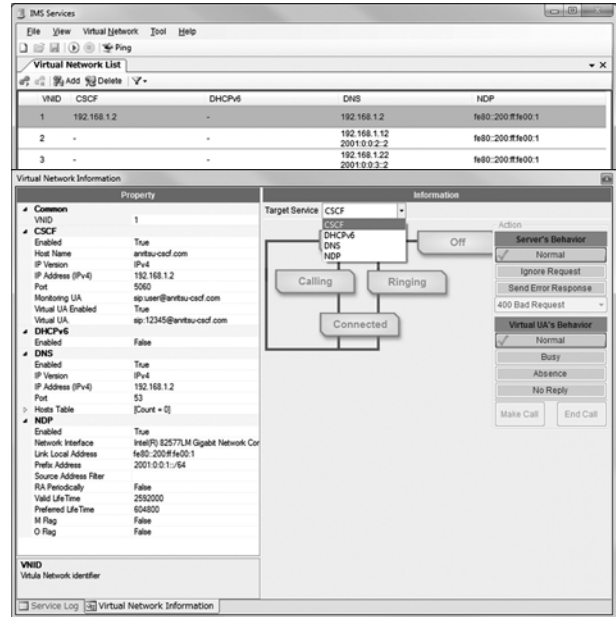 IMS Services
File View Virtual Network Tool Help
Ping
Virtual Network List
Add Delete
VNID CSCF DHCPv6 DNS NDP
1 192.168.1.2 - 192.168.1.2 fe80::200:ff:fe00:1
2 - - 192.168.1.12 2001:0:0:2::2 fe80::200:ff:fe00:1
3 - - 192.168.1.22 2001:0:0:3::2 fe80::200:ff:fe00:1
Virtual Network Information
Property
Common
VNID 1
CSCF
Enabled True
Host Name anritsu-cscf.com
IP Version IPv4
IP Address (IPv4) 192.168.1.2
Port 5060
Monitoring UA sip:user@anritsu-cscf.com
Virtual UA Enabled True
Virtual UA. sip:12345@anritsu-cscf.com
DHCPv6
Enabled False
DNS
Enabled True
IP Version IPv4
IP Address (IPv4) 192.168.1.2
Port 53
Hosts Table [Count = 0]
NDP
Enabled True
Network Interface Intel(R) 82577LM Gigabit Network Cor
Link Local Address fe80::200:ff:fe00:1
Prefix Address 2001:0:0:1::/64
Source Address Filter
RA Periodically False
Valid LifeTime 2592000
Preferred LifeTime 604800
M Flag False
O Flag False
VNID
Virtula Network identifier
Information
Target Service CSCF
CSCF
DHCPv6
DNS
NDP
Off
Calling Ringing
Connected
Action
Server's Behavior
Normal
Ignore Request
Send Error Response
400 Bad Request
Virtual UA's Behavior
Normal
Busy
Absence
No Reply
Make Call End Call
Service Log Virtual Network Information